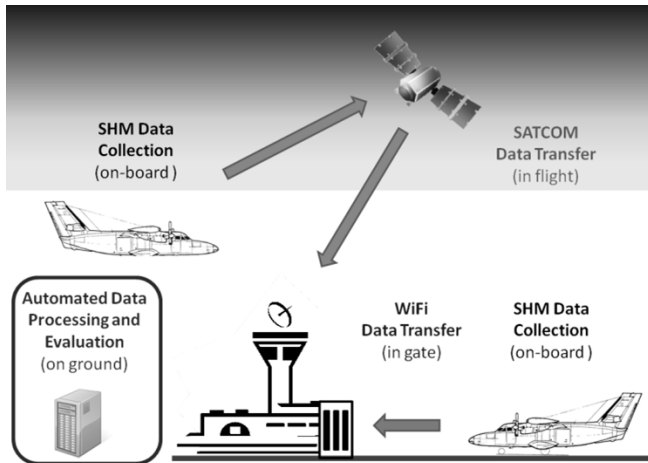 SHM Data
Collection
(on-board )
SATCOM
Data Transfer
(in flight)
Automated Data
Processing and
Evaluation
(on ground)
WiFi
Data Transfer
(in gate)
SHM Data
Collection
(on-board)